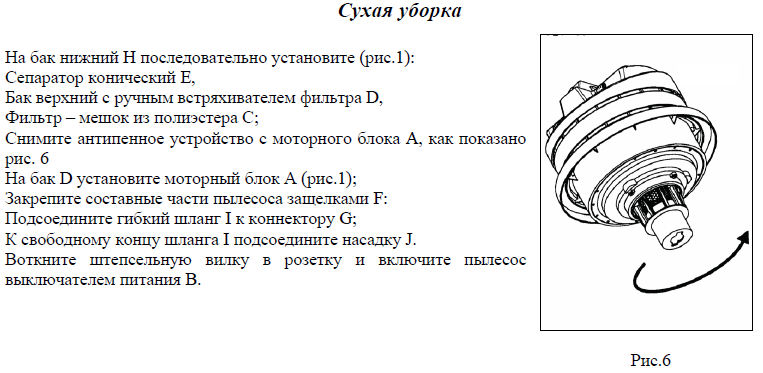 Сухая уборка
На бак нижний H последовательно установите (рис.1):
Сепаратор конический E,
Бак верхний с ручным встряхивателем фильтра D,
Фильтр – мешок из полиэстера C;
Снимите антипенное устройство с моторного блока A, как показано
рис. 6
На бак D установите моторный блок A (рис.1);
Закрепите составные части пылесоса защелками F:
Подсоедините гибкий шланг I к коннектору G;
К свободному концу шланга I подсоедините насадку J.
Воткните штепсельную вилку в розетку и включите пылесос
выключателем питания B.
Рис.6